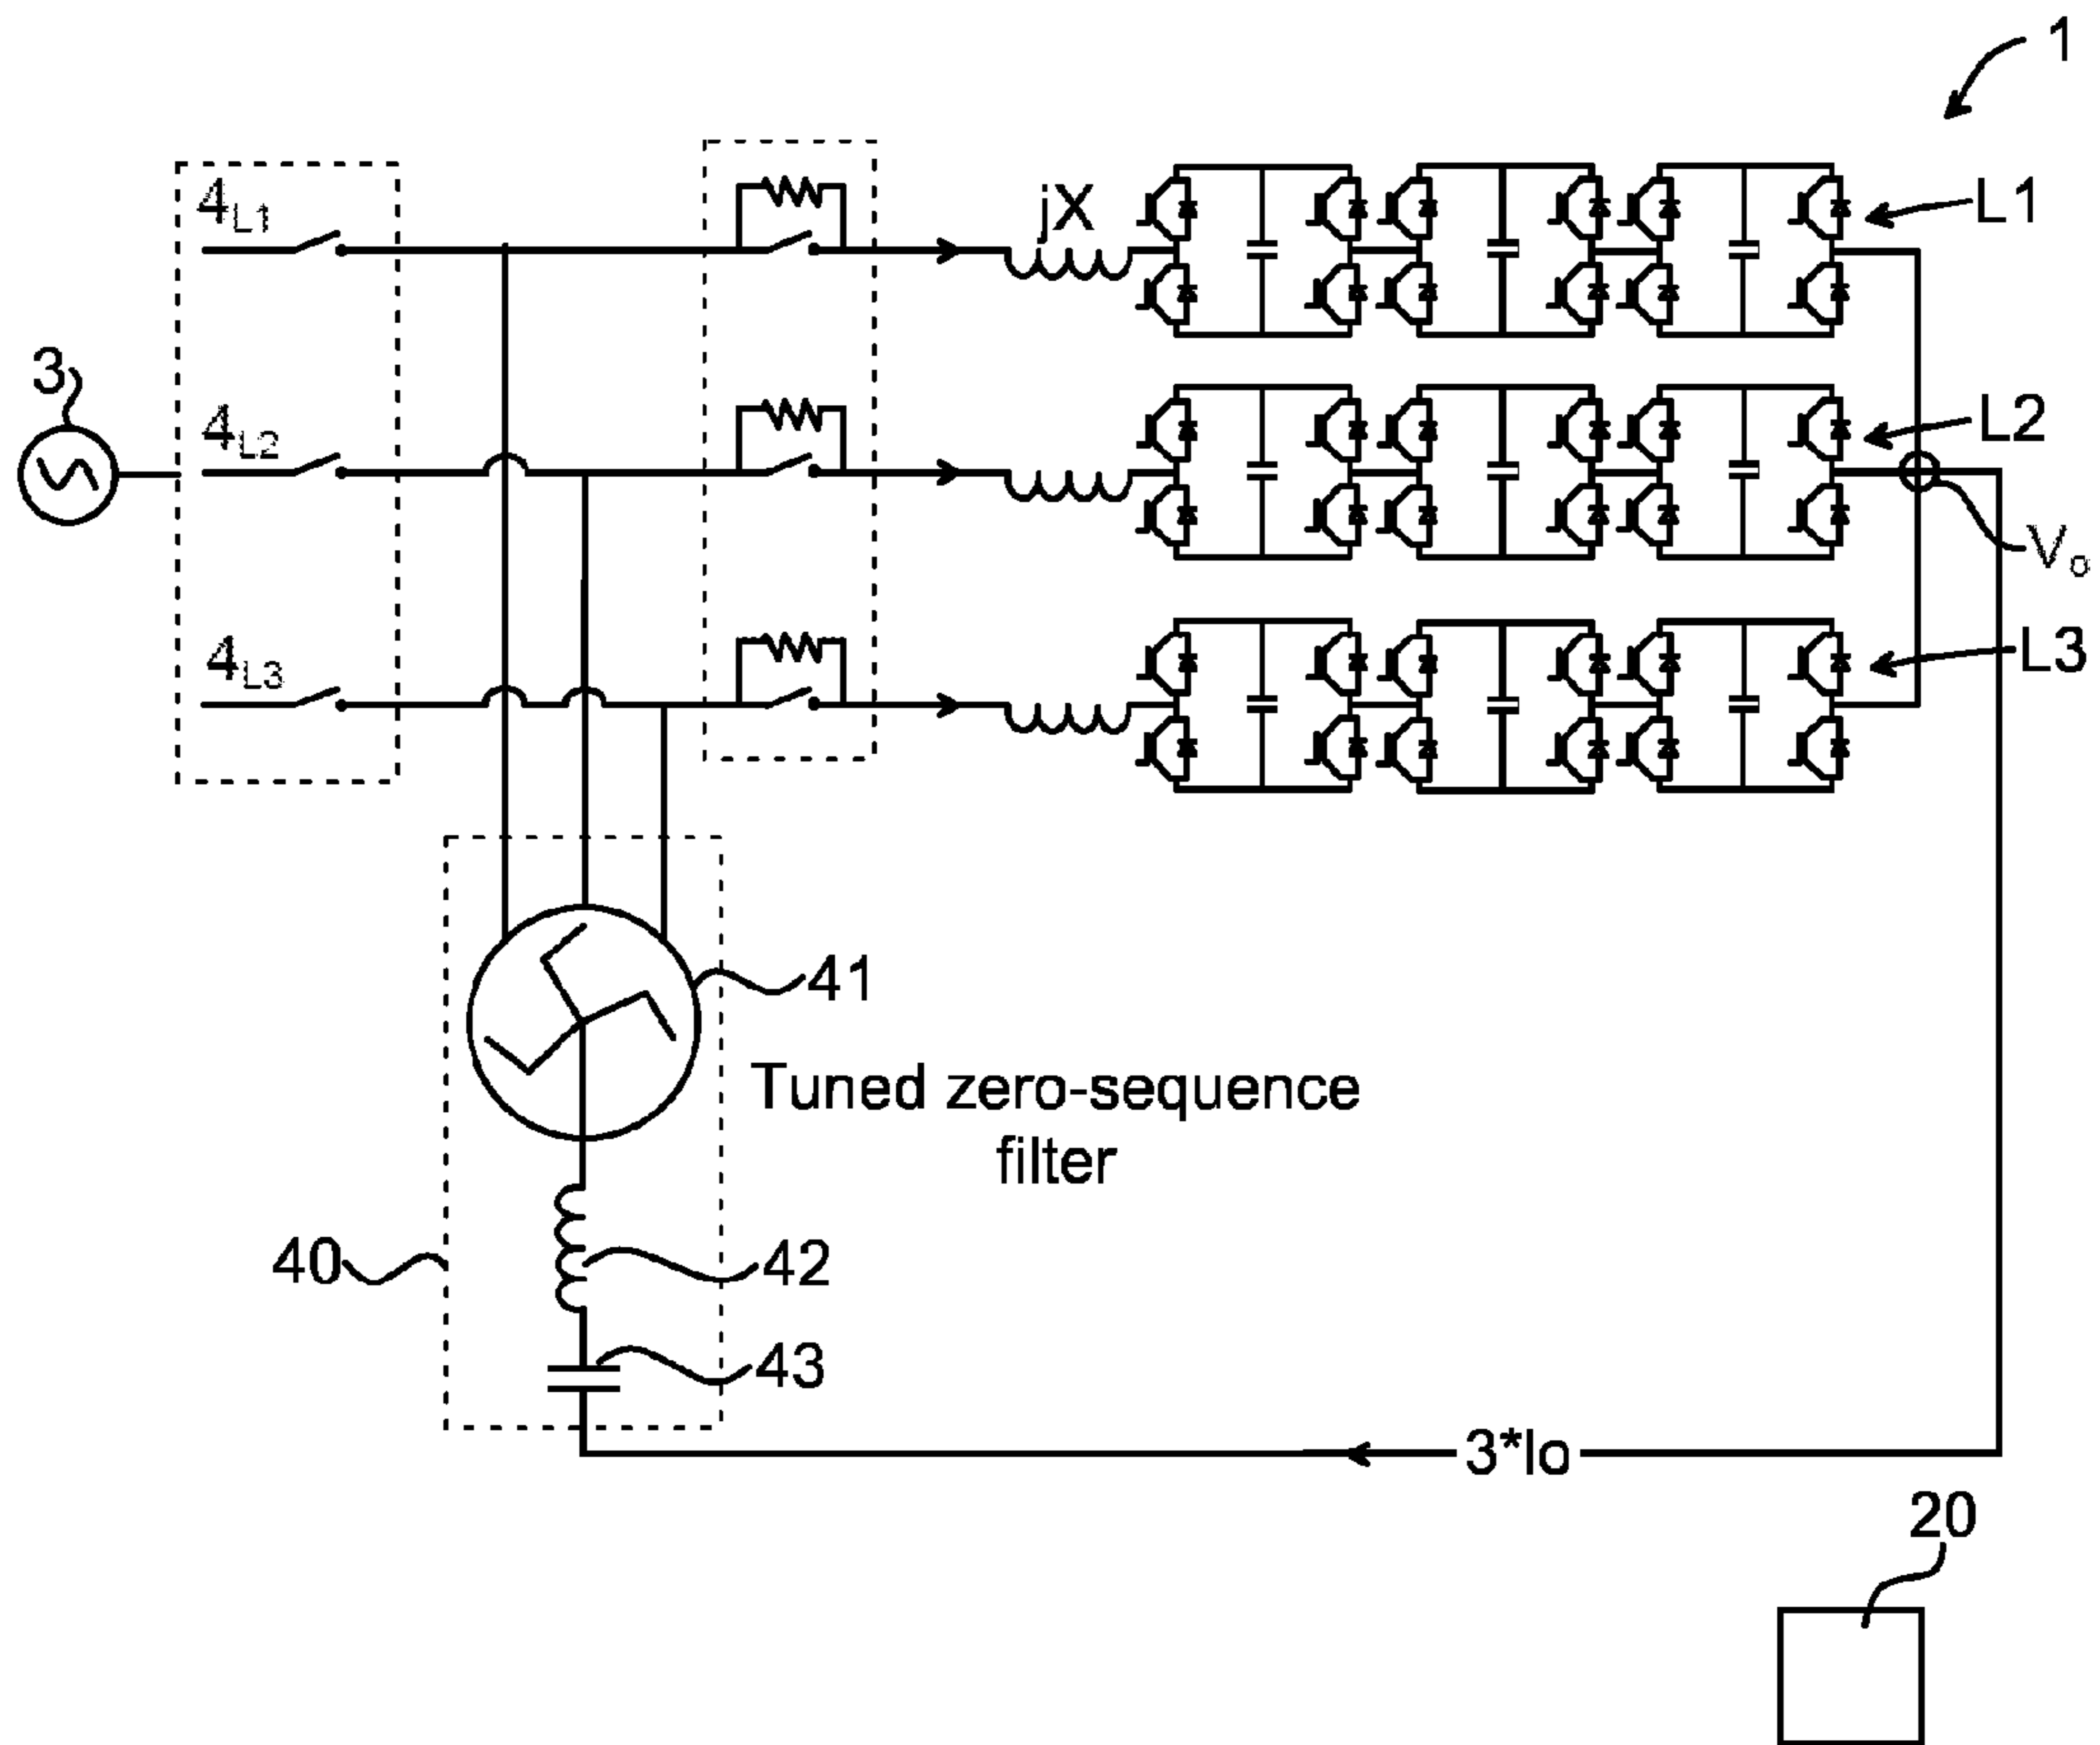 1
4L1
jX
L1
3
4L2
L2
Vo
4L3
L3
41
Tuned zero-sequence
filter
40
42
43
3*Io
20